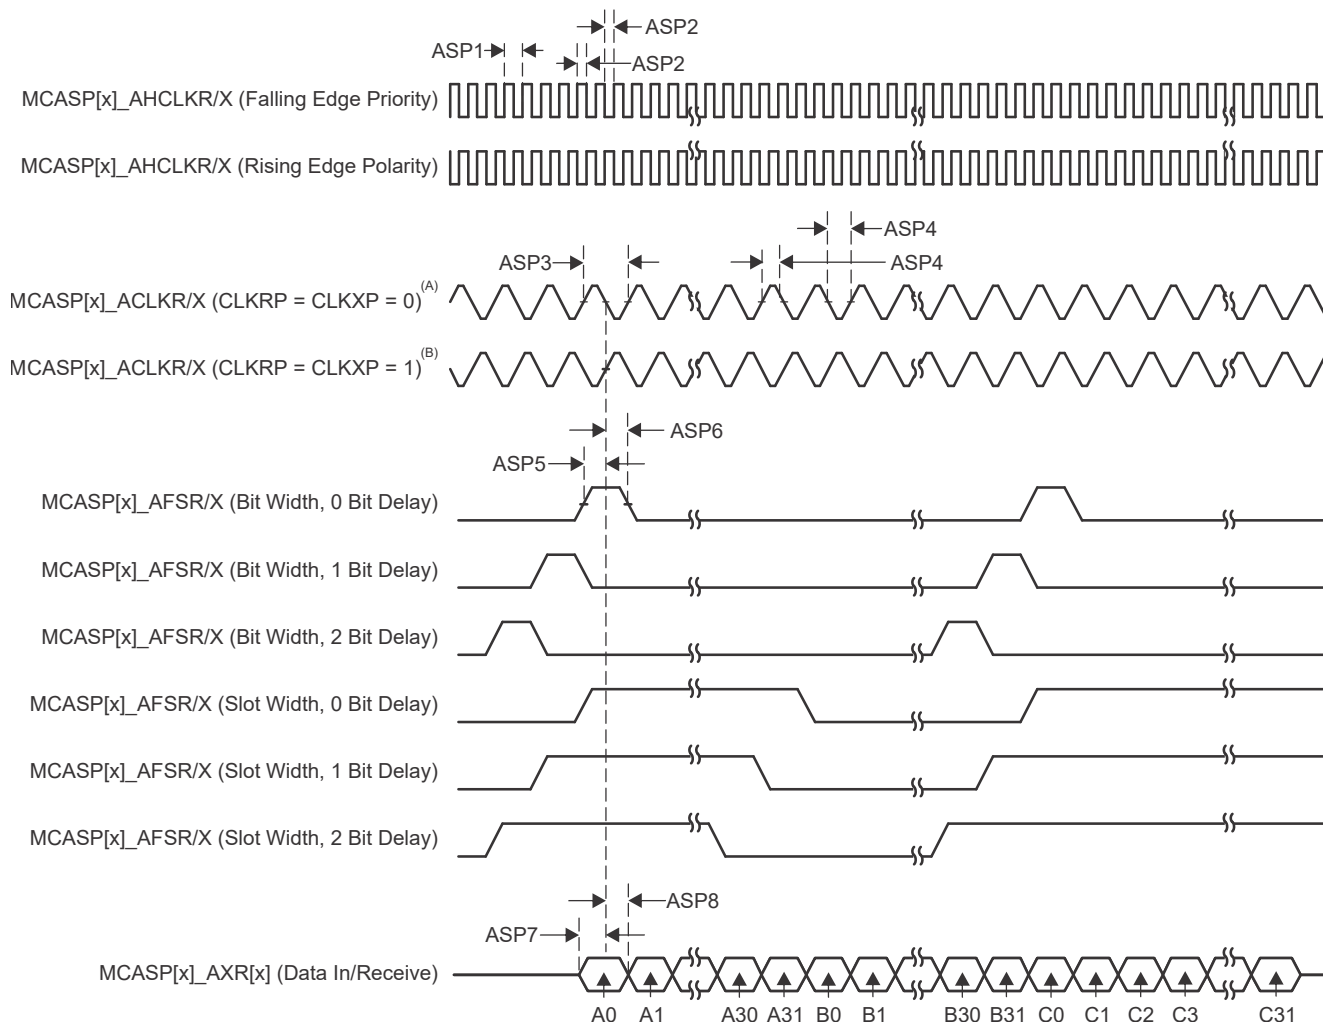 ASP2
ASP1
ASP2
MCASP[x]_AHCLKR/X (Falling Edge Priority)
MCASP[x]_AHCLKR/X (Rising Edge Polarity)
ASP4
ASP3
ASP4
MCASP[x]_ACLKR/X (CLKRP = CLKXP = 0)(A)
MCASP[x]_ACLKR/X (CLKRP = CLKXP = 1)(B)
ASP6
ASP5
MCASP[x]_AFSR/X (Bit Width, 0 Bit Delay)
MCASP[x]_AFSR/X (Bit Width, 1 Bit Delay)
MCASP[x]_AFSR/X (Bit Width, 2 Bit Delay)
MCASP[x]_AFSR/X (Slot Width, 0 Bit Delay)
MCASP[x]_AFSR/X (Slot Width, 1 Bit Delay)
MCASP[x]_AFSR/X (Slot Width, 2 Bit Delay)
ASP8
ASP7
MCASP[x]_AXR[x] (Data In/Receive)
A0 A1 A30 A31 B0 B1 B30 B31 C0 C1 C2 C3 C31